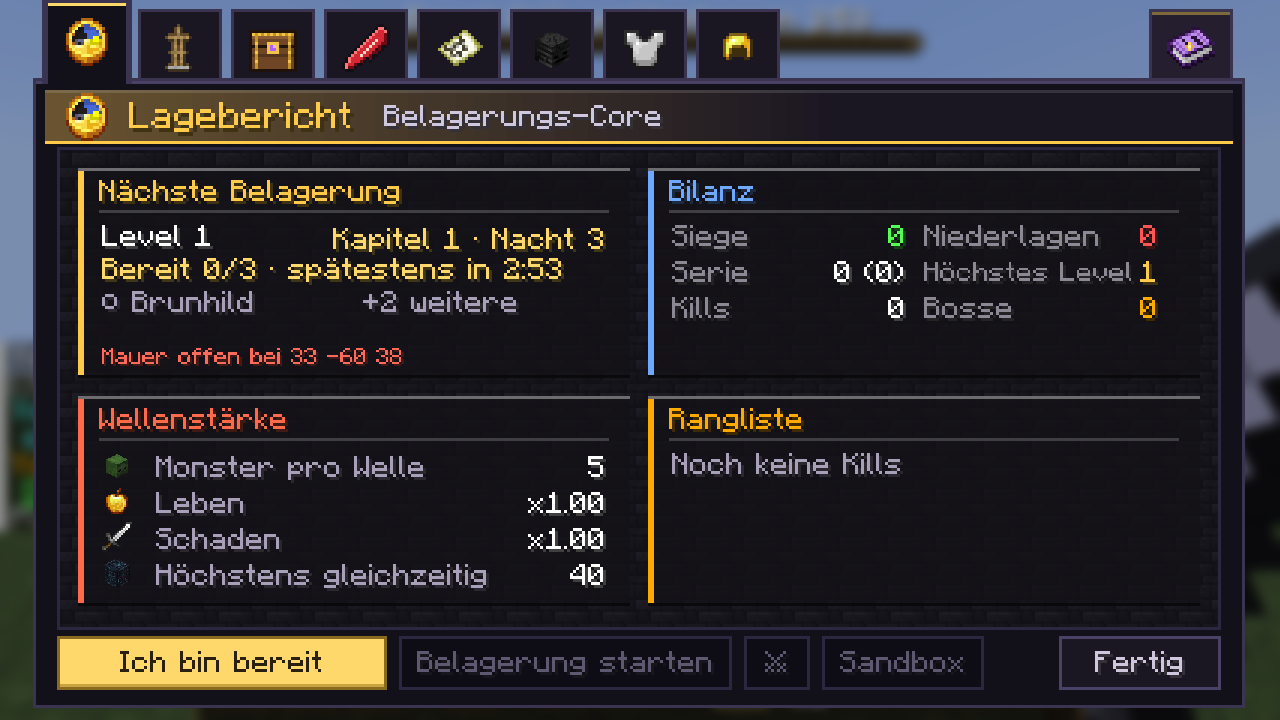 Lagebericht Belagerungs-Core
Nächste Belagerung
Level 1 Kapitel 1 · Nacht 3
Bereit 0/3 · spätestens in 2:53
Brunhild +2 weitere
Mauer offen bei 33 -60 38
Bilanz
Siege 0 Niederlagen 0
Serie 0 (0) Höchstes Level 1
Kills 0 Bosse 0
Wellenstärke
Monster pro Welle 5
Leben x1.00
Schaden x1.00
Höchstens gleichzeitig 40
Rangliste
Noch keine Kills
Ich bin bereit Belagerung starten Sandbox Fertig